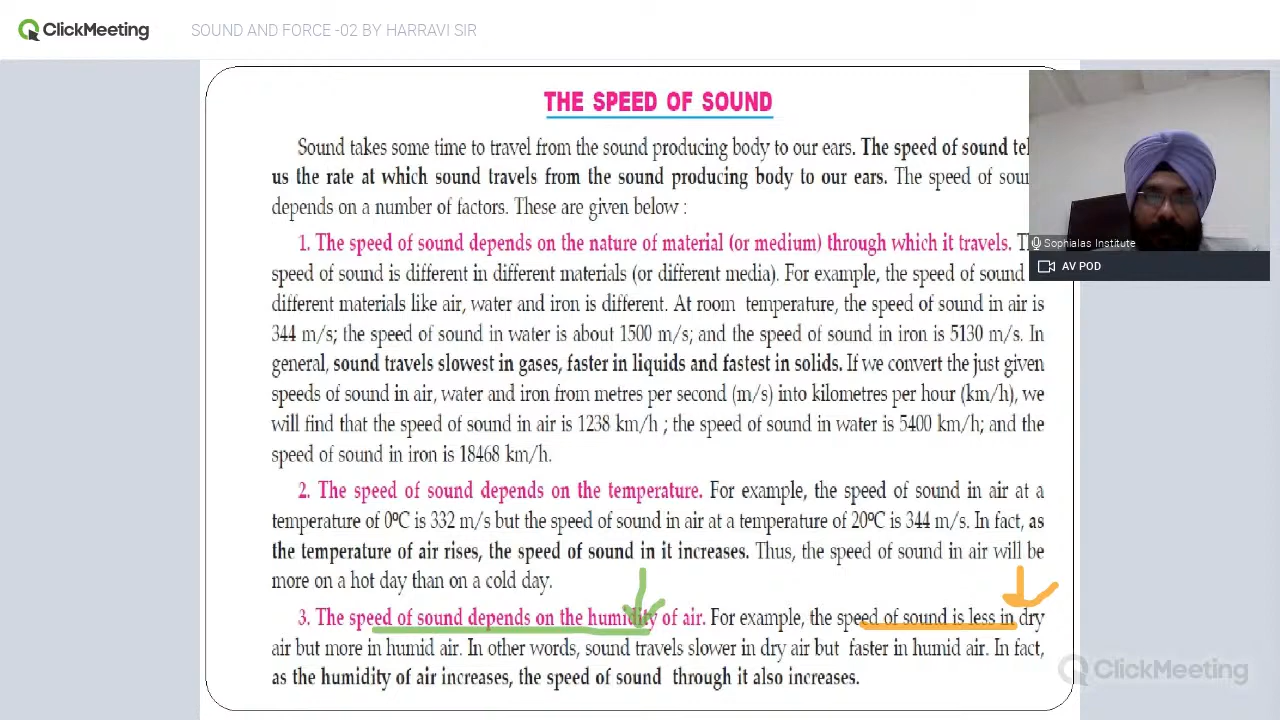 ClickMeeting
SOUND AND FORCE -02 BY HARRAVI SIR
THE SPEED OF SOUND
Sound takes some time to travel from the sound producing body to our ears. The speed of sound
us the rate at which sound travels from the sound producing body to our ears. The speed of
depends on a number of factors. These are given below :
1. The speed of sound depends on the nature of material (or medium) through which it travels.
speed of sound is different in different materials (or different media). For example, the speed of sound
different materials like air, water and iron is different. At room temperature, the speed of sound in air is
344 m/s; the speed of sound in water is about 1500 m/s; and the speed of sound in iron is 5130 m/s. In
general, sound travels slowest in gases, faster in liquids and fastest in solids. If we convert the just given
speeds of sound in air, water and iron from metres per second (m/s) into kilometres per hour (km/h), we
will find that the speed of sound in air is 1238 km/h ; the speed of sound in water is 5400 km/h; and the
speed of sound in iron is 18468 km/h.
2. The speed of sound depends on the temperature. For example, the speed of sound in air at a
temperature of 0ºC is 332 m/s but the speed of sound in air at a temperature of 20ºC is 344 m/s. In fact, as
the temperature of air rises, the speed of sound in it increases. Thus, the speed of sound in air will be
more on a hot day than on a cold day.
3. The speed of sound depends on the humidity of air. For example, the speed of sound is less in dry
air but more in humid air. In other words, sound travels slower in dry air but faster in humid air. In fact,
as the humidity of air increases, the speed of sound through it also increases.
Sophialas Institute
AV POD
ClickMeeting